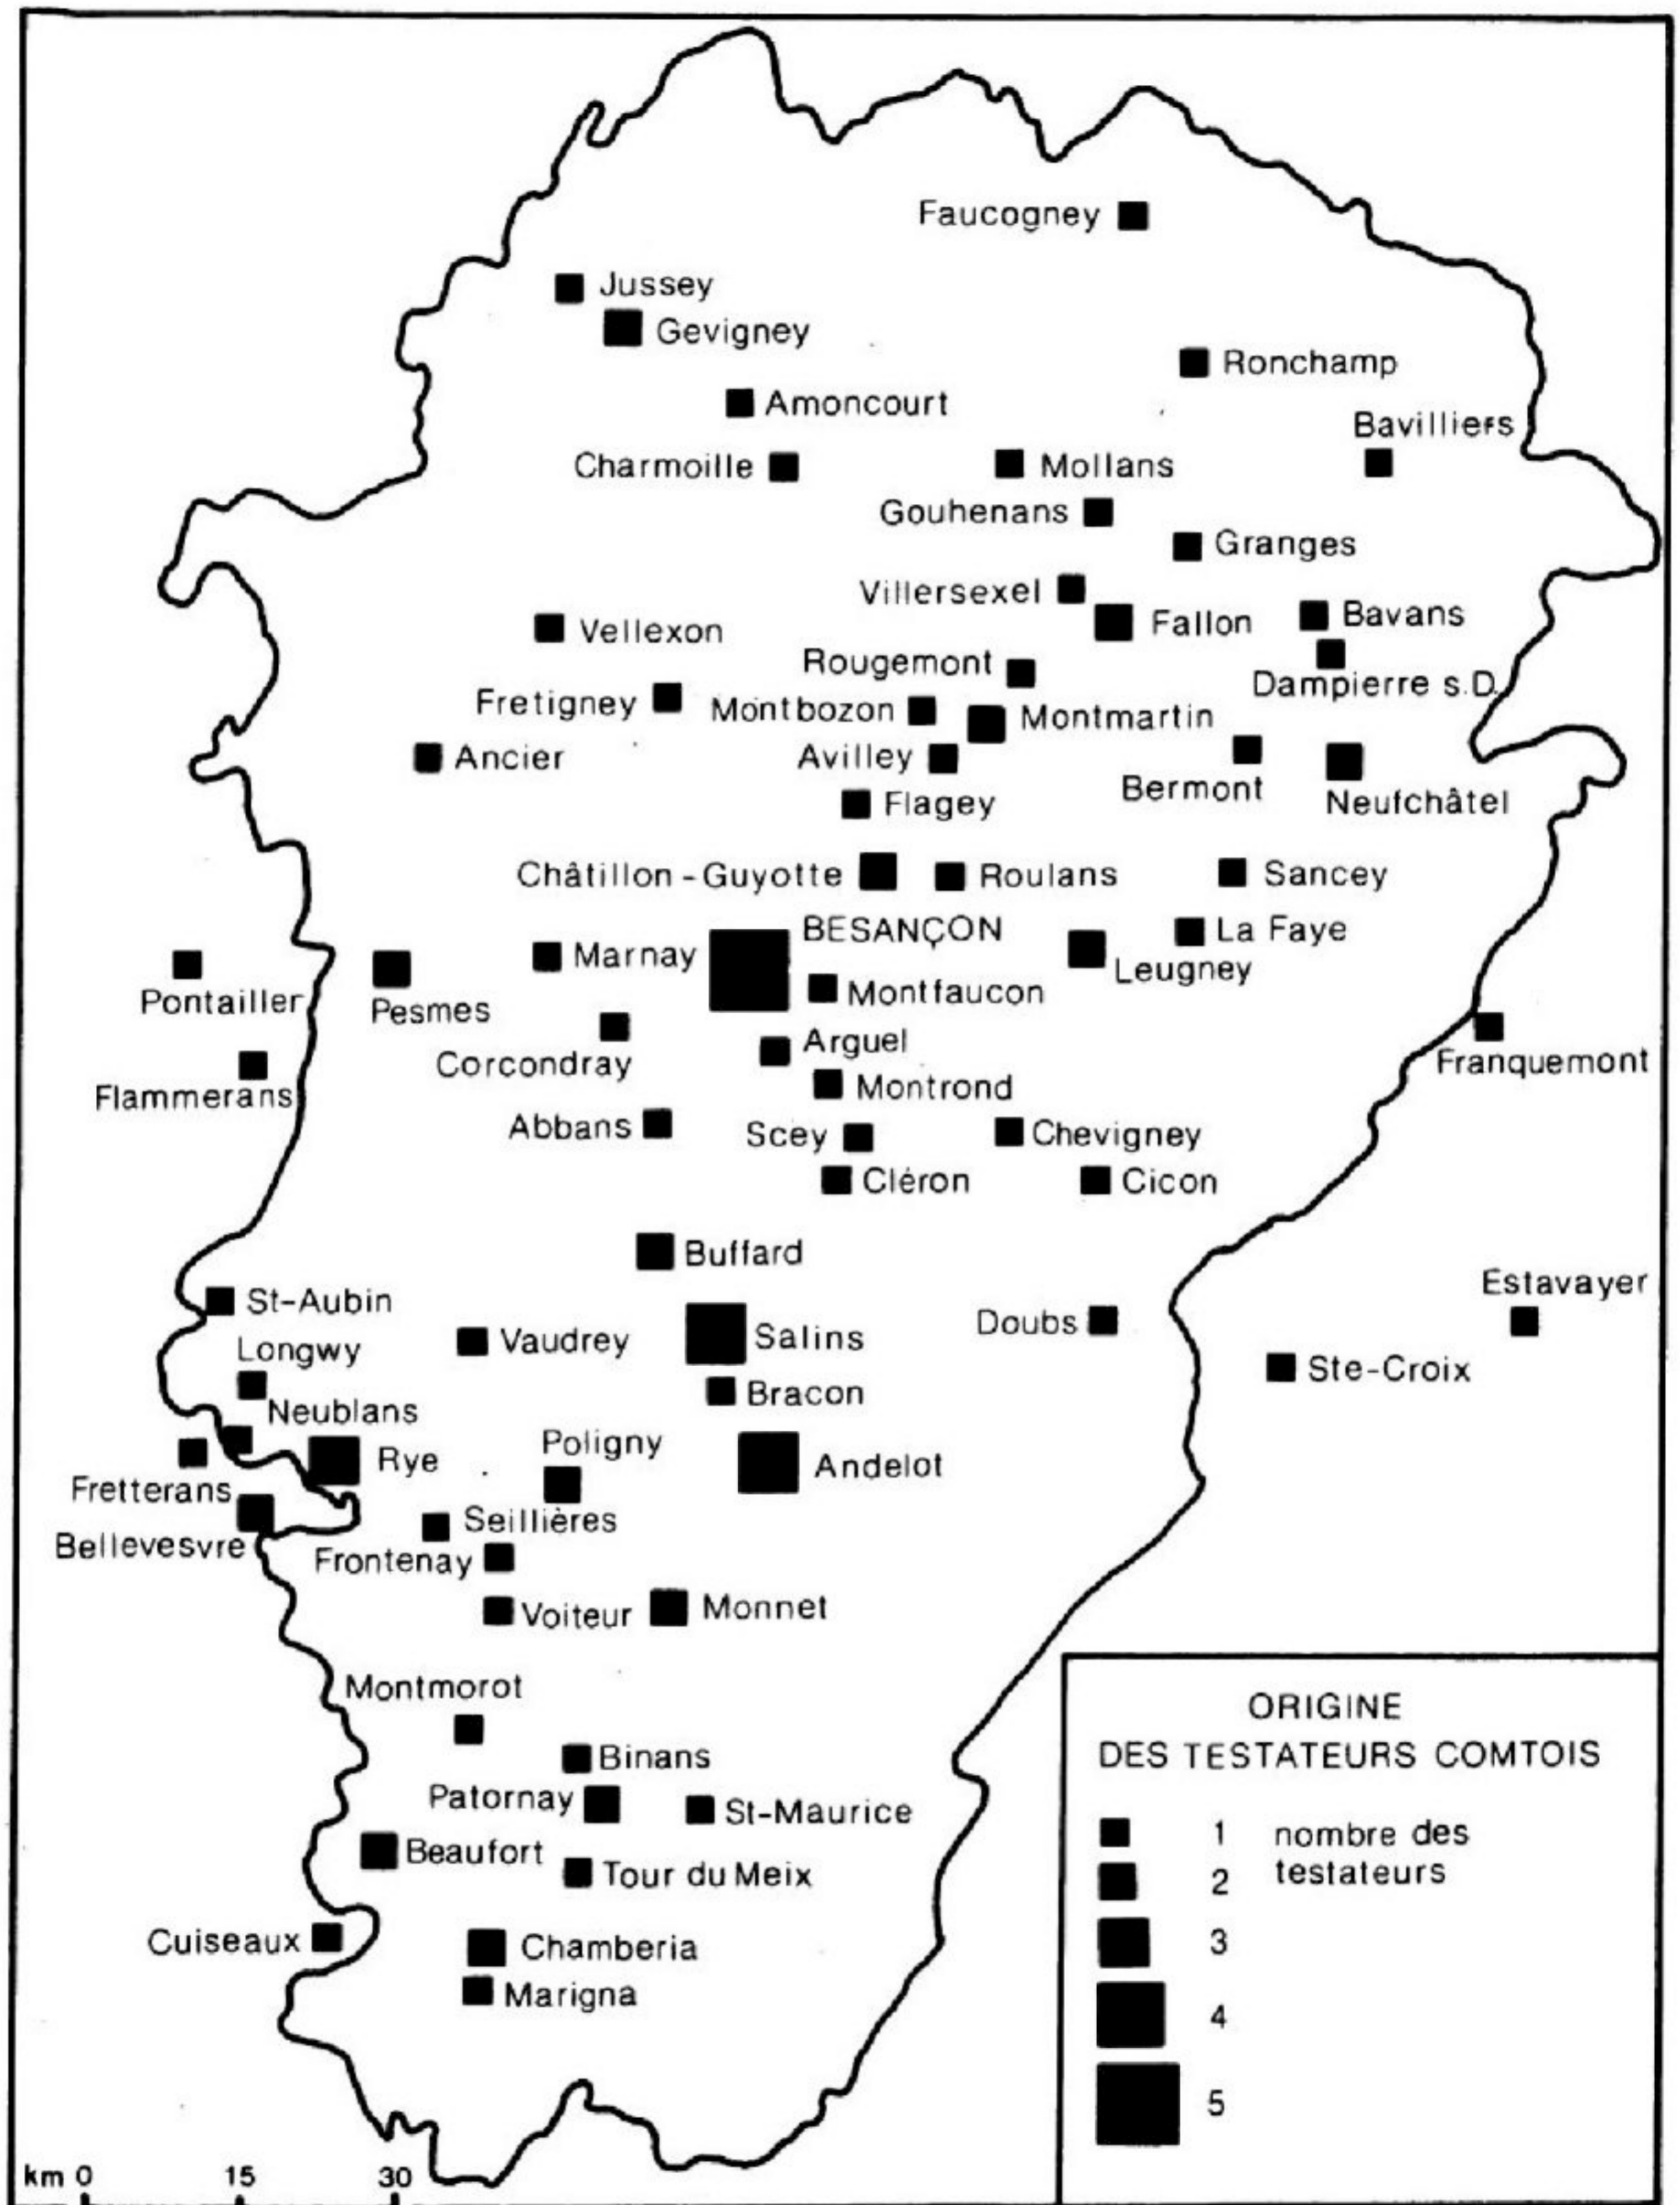 Faucogney
Jussey
Gevigney
Ronchamp
Amoncourt
Bavilliers
Charmoille
Mollans
Gouhenans
Granges
Villersexel
Fallon
Bavans
Vellexon
Rougemont
Dampierre s.D.
Fretigney
Montbozon
Montmartin
Ancier
Avilley
Bermont
Neufchâtel
Flagey
Châtillon-Guyotte
Roulans
Sancey
BESANÇON
La Faye
Marnay
Leugney
Pontailler
Pesmes
Montfaucon
Corcondray
Arguel
Franquemont
Flammerans
Montrond
Abbans
Scey
Chevigney
Cléron
Cicon
Buffard
Estavayer
St-Aubin
Doubs
Vaudrey
Salins
Longwy
Ste-Croix
Bracon
Neublans
Poligny
Rye
Andelot
Fretterans
Seillières
Bellevesvre
Frontenay
Voiteur
Monnet
Montmorot
Binans
Patornay
St-Maurice
Beaufort
Tour du Meix
Cuiseaux
Chamberia
Marigna
ORIGINE
DES TESTATEURS COMTOIS
1 nombre des
testateurs
2
3
4
5
km 0 15 30